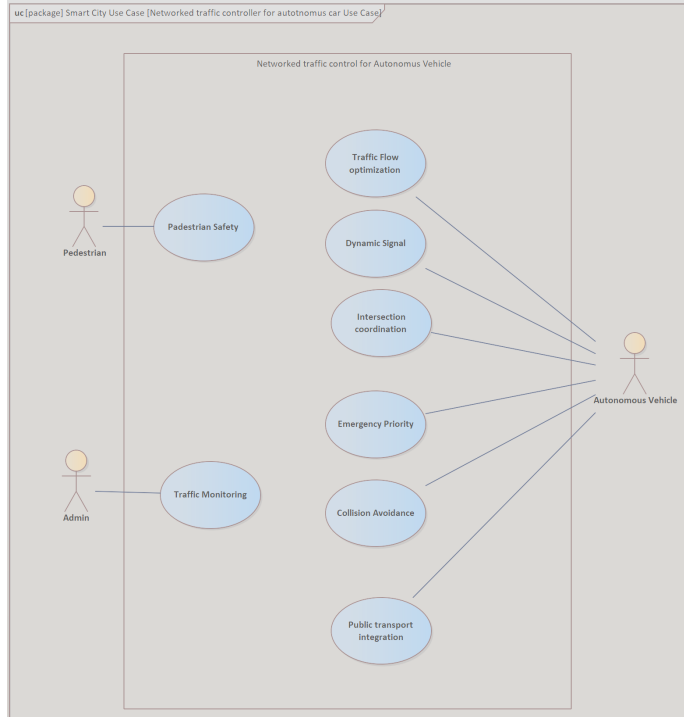 uc [package] Smart City Use Case [Networked traffic controller for autotnomus car Use Case]
Networked traffic control for Autonomus Vehicle
Traffic Flow
optimization
Padestrian Safety
Dynamic Signal
Pedestrian
Intersection
coordination
Autonomous Vehicle
Emergency Priority
Traffic Monitoring
Admin
Collision Avoidance
Public transport
integration